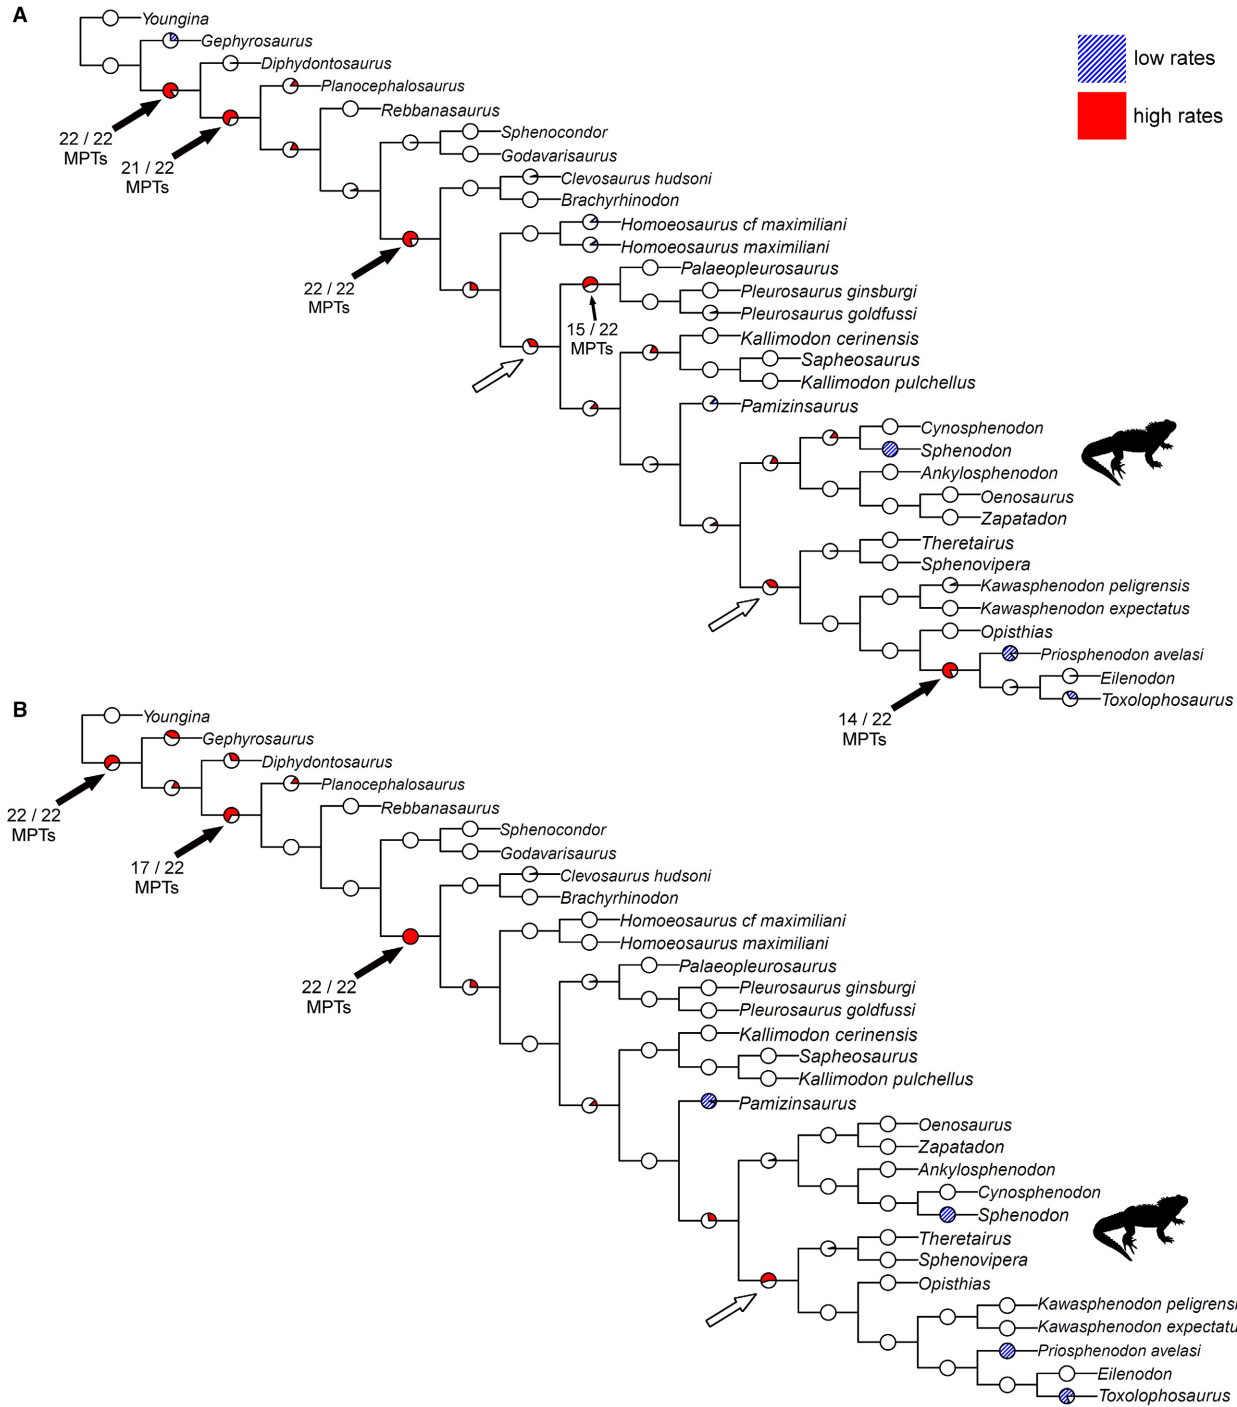 A
Youngina
Gephyrosaurus
low rates
Diphydontosaurus
Planocephalosaurus
high rates
Rebbanasaurus
22 / 22
MPTs
Sphenocondor
Godavarisaurus
21 / 22
MPTs
Clevosaurus hudsoni
Brachyrhinodon
Homoeosaurus cf maximiliani
Homoeosaurus maximiliani
Palaeopleurosaurus
22 / 22
MPTs
Pleurosaurus ginsburgi
Pleurosaurus goldfussi
15 / 22
MPTs
Kallimodon cerinensis
Sapheosaurus
Kallimodon pulchellus
Pamizinsaurus
Cynosphenodon
Sphenodon
Ankylosphenodon
Oenosaurus
Zapatadon
Theretairus
Sphenovipera
Kawasphenodon peligrensis
Kawasphenodon expectatus
Opisthias
Priosphenodon avelasi
Eilenodon
Toxolophosaurus
14 / 22
MPTs
B
Youngina
Gephyrosaurus
Diphydontosaurus
Planocephalosaurus
Rebbanasaurus
22 / 22
MPTs
Sphenocondor
Godavarisaurus
17 / 22
MPTs
Clevosaurus hudsoni
Brachyrhinodon
Homoeosaurus cf maximiliani
Homoeosaurus maximiliani
Palaeopleurosaurus
22 / 22
MPTs
Pleurosaurus ginsburgi
Pleurosaurus goldfussi
Kallimodon cerinensis
Sapheosaurus
Kallimodon pulchellus
Pamizinsaurus
Oenosaurus
Zapatadon
Ankylosphenodon
Cynosphenodon
Sphenodon
Theretairus
Sphenovipera
Opisthias
Kawasphenodon peligrensi
Kawasphenodon expectatu
Priosphenodon avelasi
Eilenodon
Toxolophosaurus